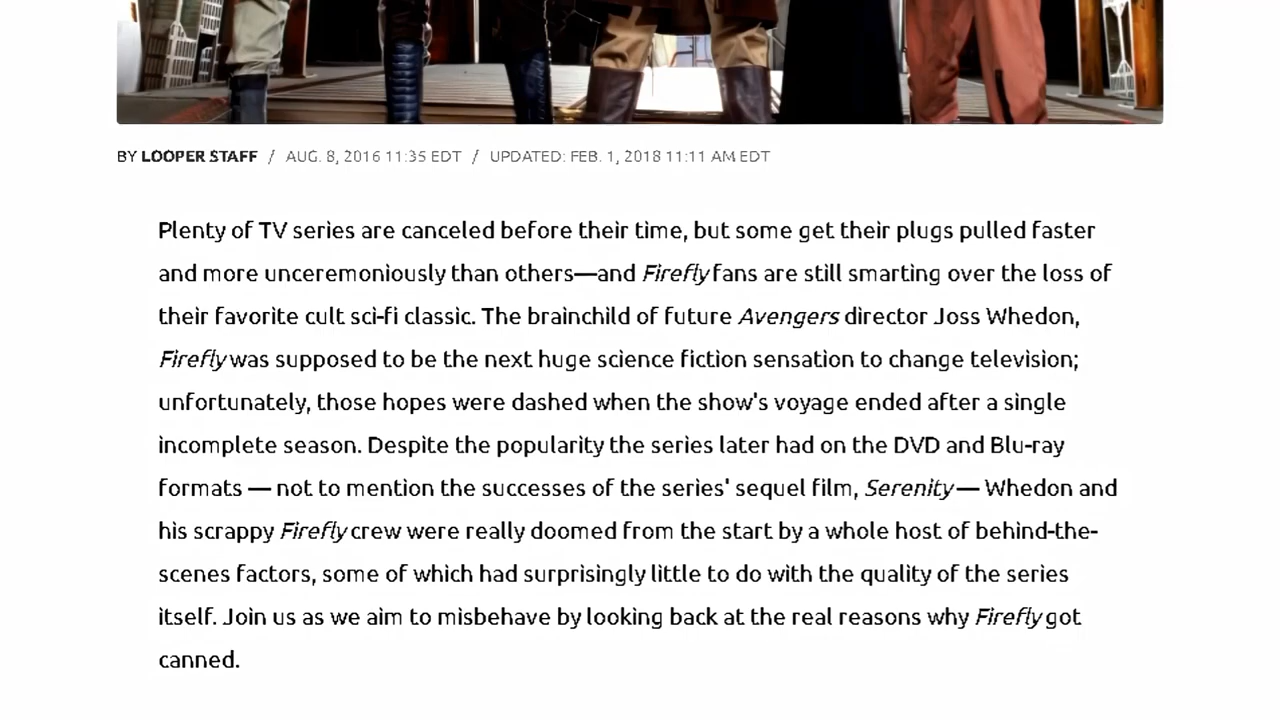 BY LOOPER STAFF / AUG. 8, 2016 11:35 EDT / UPDATED: FEB. 1, 2018 11:11 AM EDT
Plenty of TV series are canceled before their time, but some get their plugs pulled faster
and more unceremoniously than others—and Firefly fans are still smarting over the loss of
their favorite cult sci-fi classic. The brainchild of future Avengers director Joss Whedon,
Firefly was supposed to be the next huge science fiction sensation to change television;
unfortunately, those hopes were dashed when the show's voyage ended after a single
incomplete season. Despite the popularity the series later had on the DVD and Blu-ray
formats — not to mention the successes of the series' sequel film, Serenity — Whedon and
his scrappy Firefly crew were really doomed from the start by a whole host of behind-the-
scenes factors, some of which had surprisingly little to do with the quality of the series
itself. Join us as we aim to misbehave by looking back at the real reasons why Firefly got
canned.